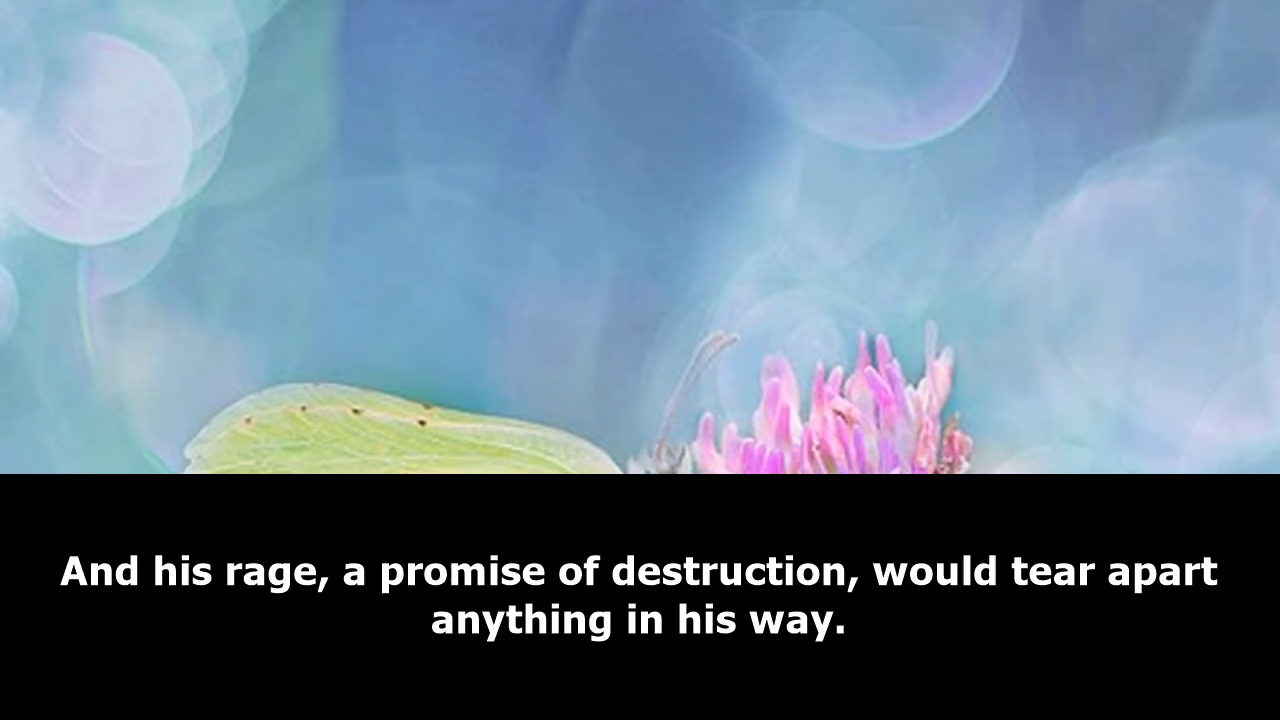 And his rage, a promise of destruction, would tear apart
anything in his way.